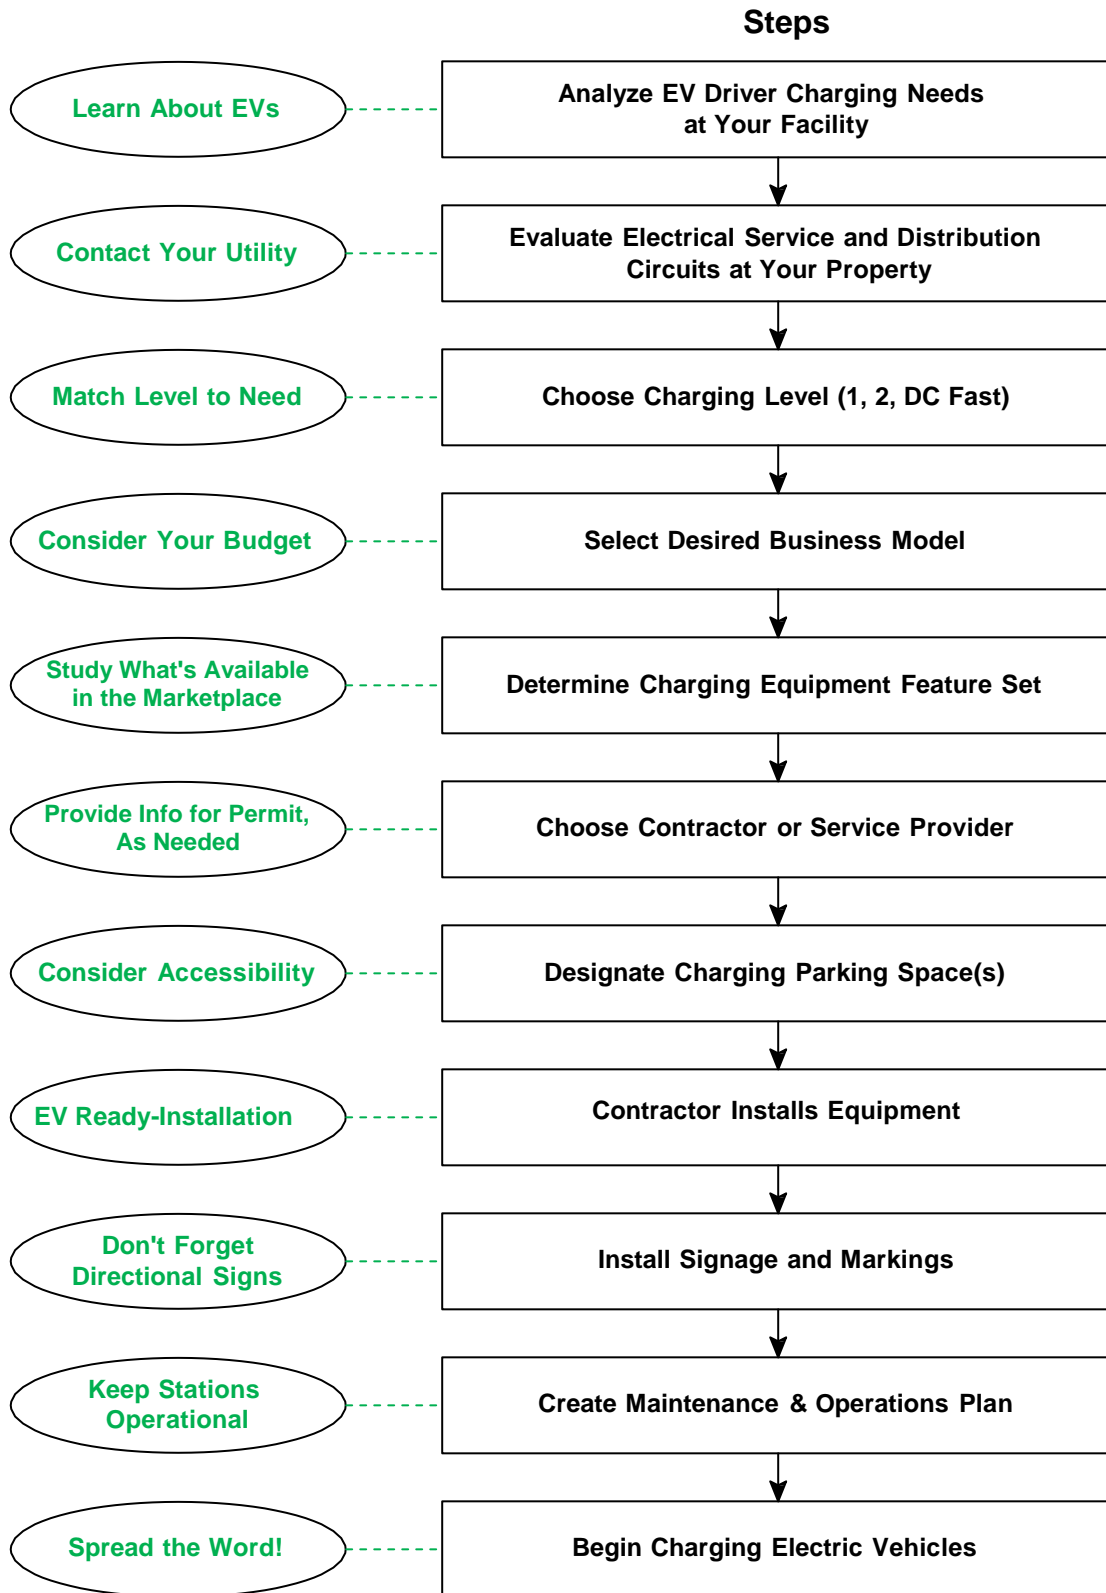 Steps
Learn About EVs
Analyze EV Driver Charging Needs
at Your Facility
Contact Your Utility
Evaluate Electrical Service and Distribution
Circuits at Your Property
Match Level to Need
Choose Charging Level (1, 2, DC Fast)
Consider Your Budget
Select Desired Business Model
Study What's Available
in the Marketplace
Determine Charging Equipment Feature Set
Provide Info for Permit,
As Needed
Choose Contractor or Service Provider
Consider Accessibility
Designate Charging Parking Space(s)
EV Ready-Installation
Contractor Installs Equipment
Don't Forget
Directional Signs
Install Signage and Markings
Keep Stations
Operational
Create Maintenance & Operations Plan
Spread the Word!
Begin Charging Electric Vehicles